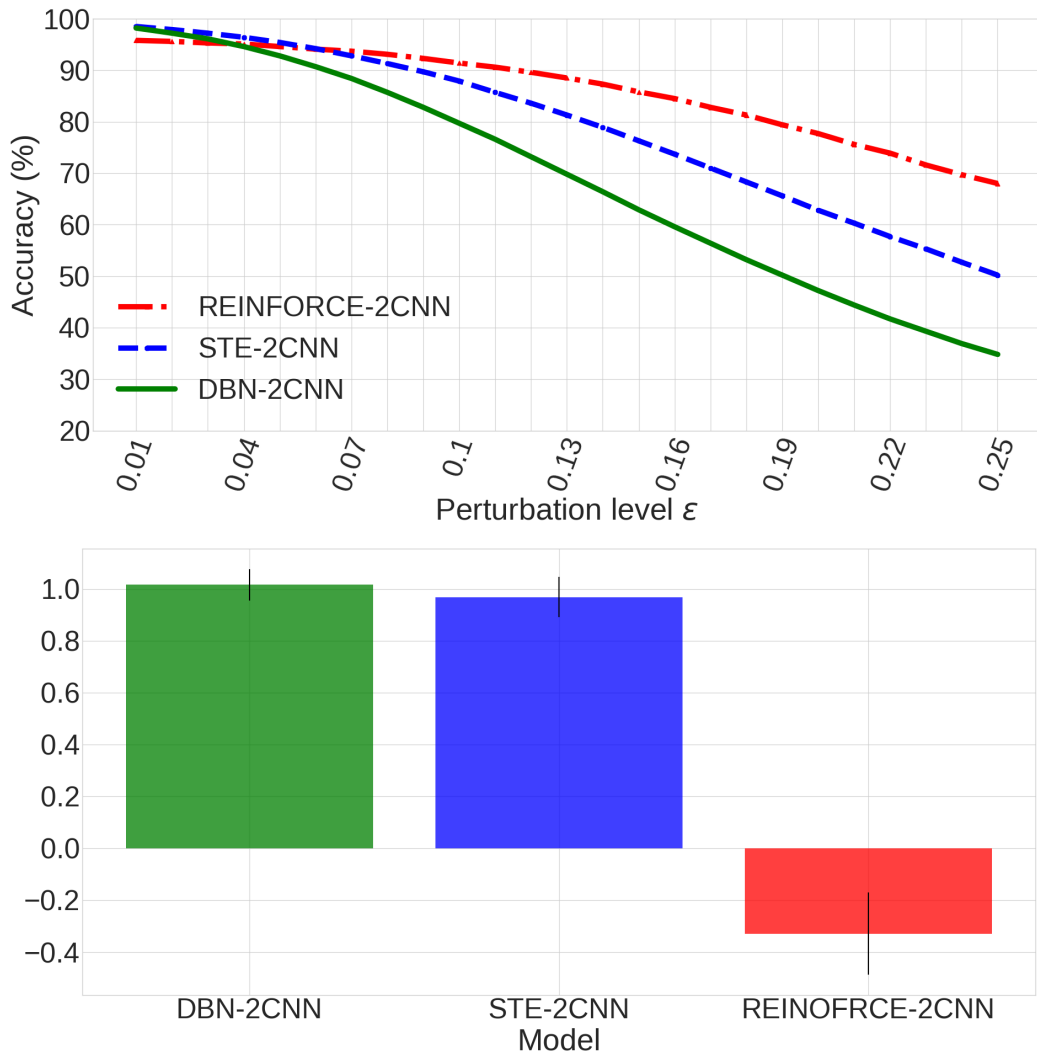 100
90
80
70
60
50
40
30
20
Accuracy (%)
REINFORCE-2CNN
STE-2CNN
DBN-2CNN
0.01 0.04 0.07 0.1 0.13 0.16 0.19 0.22 0.25
Perturbation level ε
1.0
0.8
0.6
0.4
0.2
0.0
−0.2
−0.4
DBN-2CNN STE-2CNN REINOFRCE-2CNN
Model